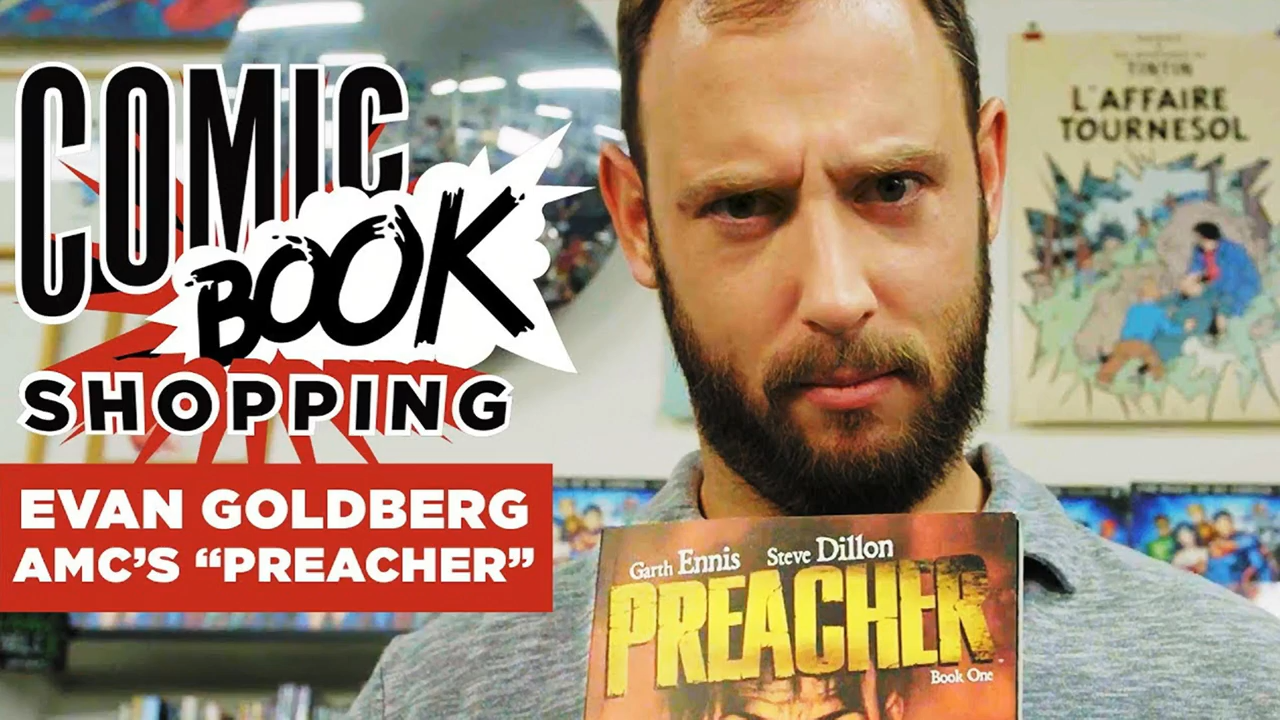 COMIC
BOOK
SHOPPING
EVAN GOLDBERG
AMC'S “PREACHER”
TINTIN
L'AFFAIRE
TOURNESOL
Garth Ennis Steve Dillon
PREACHER
Book One